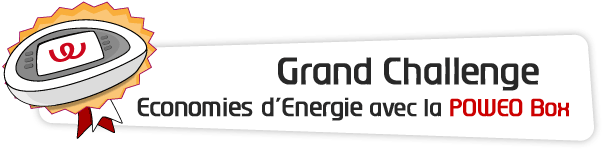 Grand Challenge
Economies d'Energie avec la POWEO Box